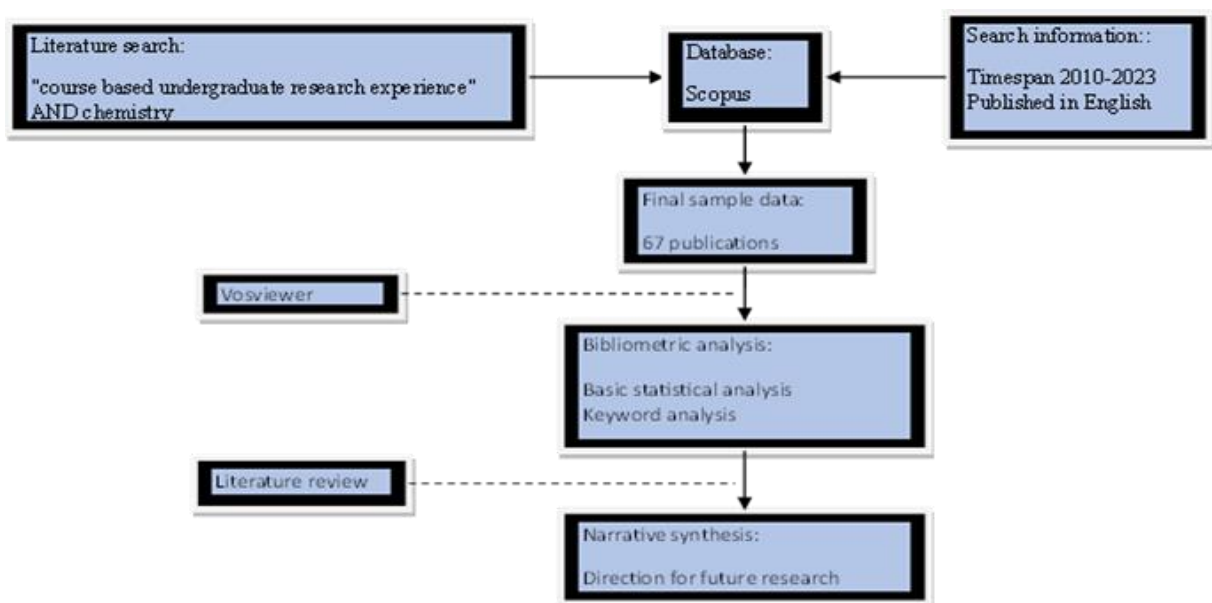 Literature search:
"course based undergraduate research experience"
AND chemistry
Database:
Scopus
Search information::
Timespan 2010-2023
Published in English
Final sample data:
67 publications
Vosviewer
Bibliometric analysis:
Basic statistical analysis
Keyword analysis
Literature review
Narrative synthesis:
Direction for future research